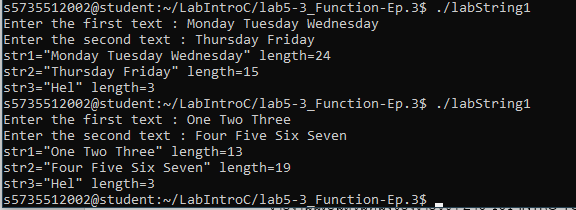 s5735512002@student:~/LabIntroC/lab5-3_Function-Ep.3$ ./labString1
Enter the first text : Monday Tuesday Wednesday
Enter the second text : Thursday Friday
str1="Monday Tuesday Wednesday" length=24
str2="Thursday Friday" length=15
str3="Hel" length=3
s5735512002@student:~/LabIntroC/lab5-3_Function-Ep.3$ ./labString1
Enter the first text : One Two Three
Enter the second text : Four Five Six Seven
str1="One Two Three" length=13
str2="Four Five Six Seven" length=19
str3="Hel" length=3
s5735512002@student:~/LabIntroC/lab5-3_Function-Ep.3$